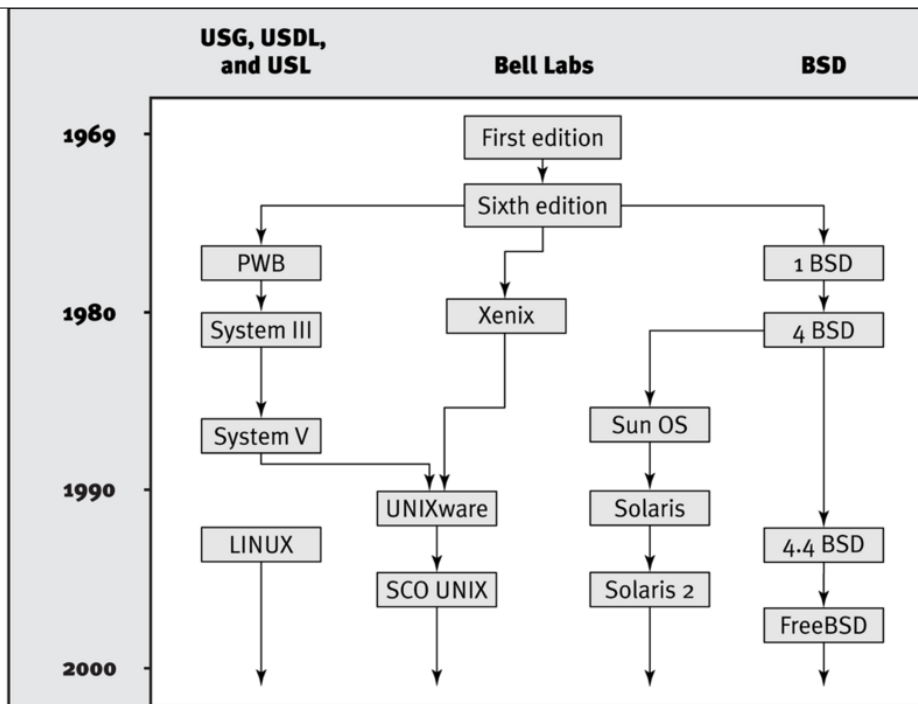 USG, USDL,
and USL
Bell Labs
BSD
1969
First edition
Sixth edition
PWB
1 BSD
1980
System III
Xenix
4 BSD
System V
Sun OS
1990
UNIXware
Solaris
LINUX
4.4 BSD
SCO UNIX
Solaris 2
FreeBSD
2000